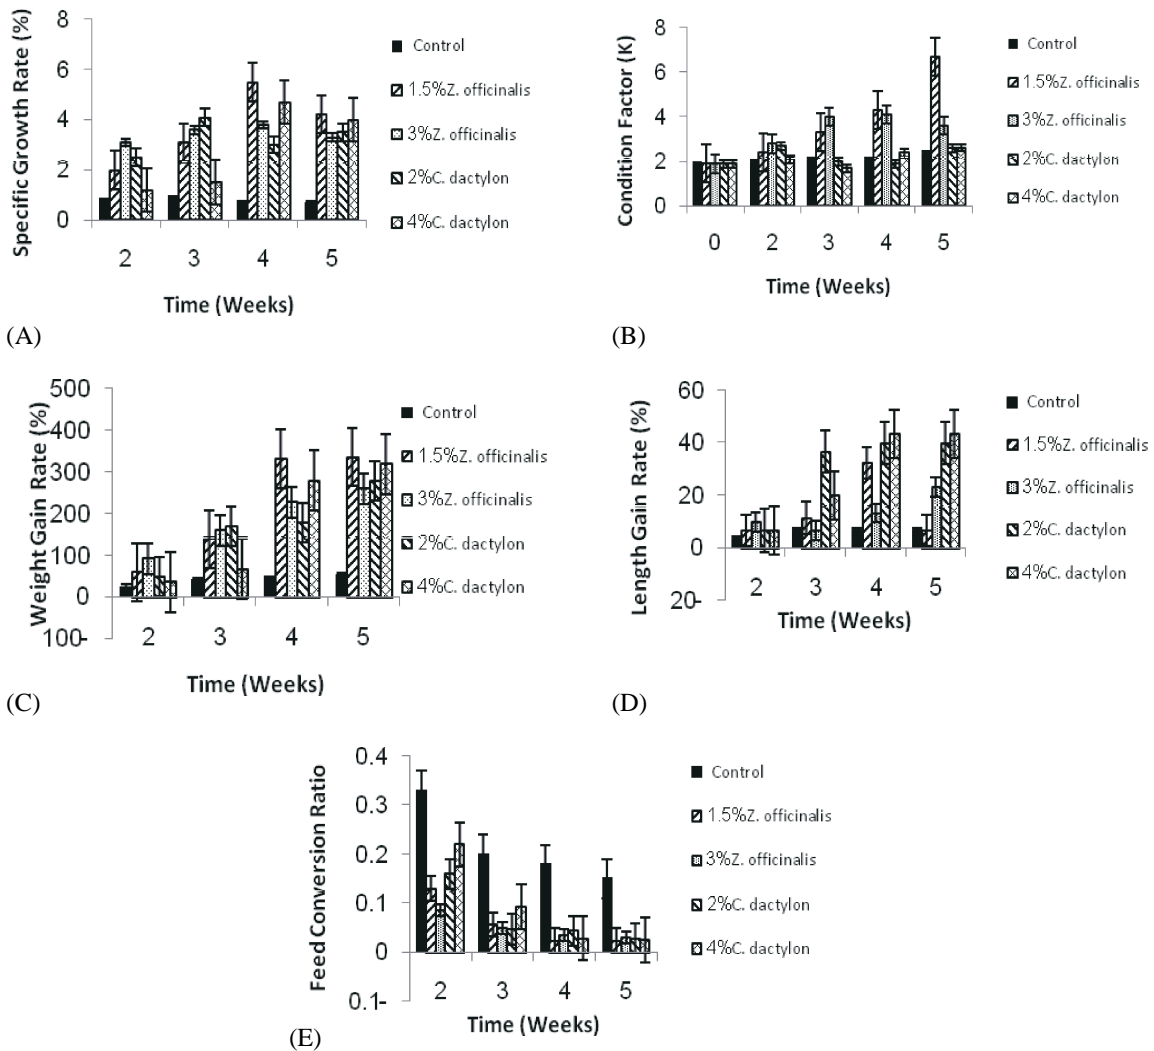 Specific Growth Rate (%)
8
6
4
2
0
2 3 4 5
Time (Weeks)
Control
1.5%Z. officinalis
3%Z. officinalis
2%C. dactylon
4%C. dactylon
(A)
Condition Factor (K)
8
6
4
2
0
0 2 3 4 5
Time (Weeks)
Control
1.5%Z. officinalis
3%Z. officinalis
2%C. dactylon
4%C. dactylon
(B)
Weight Gain Rate (%)
500
400
300
200
100
0
100-
2 3 4 5
Time (Weeks)
Control
1.5%Z. officinalis
3%Z. officinalis
2%C. dactylon
4%C. dactylon
(C)
Length Gain Rate (%)
60
40
20
0
20-
2 3 4 5
Time (Weeks)
Control
1.5%Z. officinalis
3%Z. officinalis
2%C. dactylon
4%C. dactylon
(D)
Feed Conversion Ratio
0.4
0.3
0.2
0.1
0
0.1-
2 3 4 5
Time (Weeks)
Control
1.5%Z. officinalis
3%Z. officinalis
2%C. dactylon
4%C. dactylon
(E)